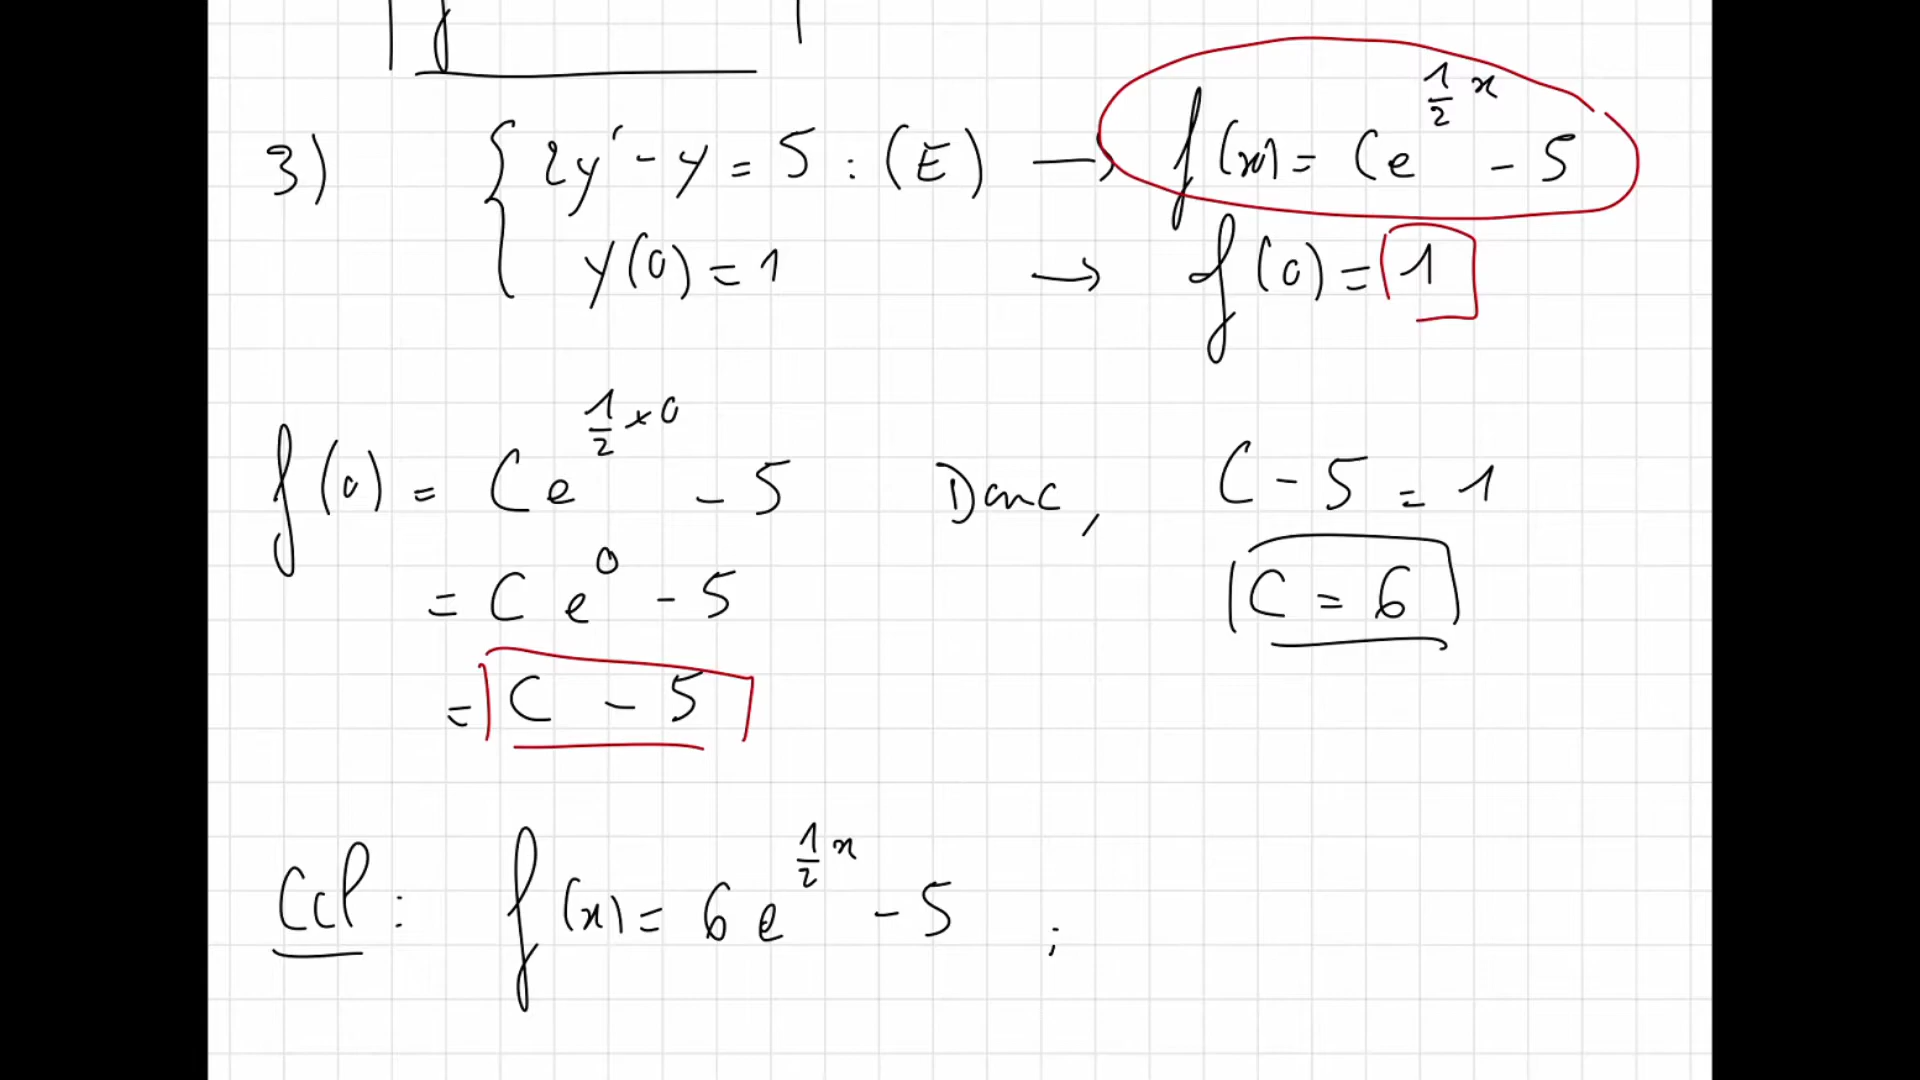 3) { 2y' - y = 5 : (E) → f(x) = Ce^{1/2 x} - 5
y(0) = 1 → f(0) = 1
f(0) = Ce^{1/2 × 0} - 5 Donc, C - 5 = 1
= C e^0 - 5 C = 6
= C - 5
Ccl : f(x) = 6e^{1/2 x} - 5 ;